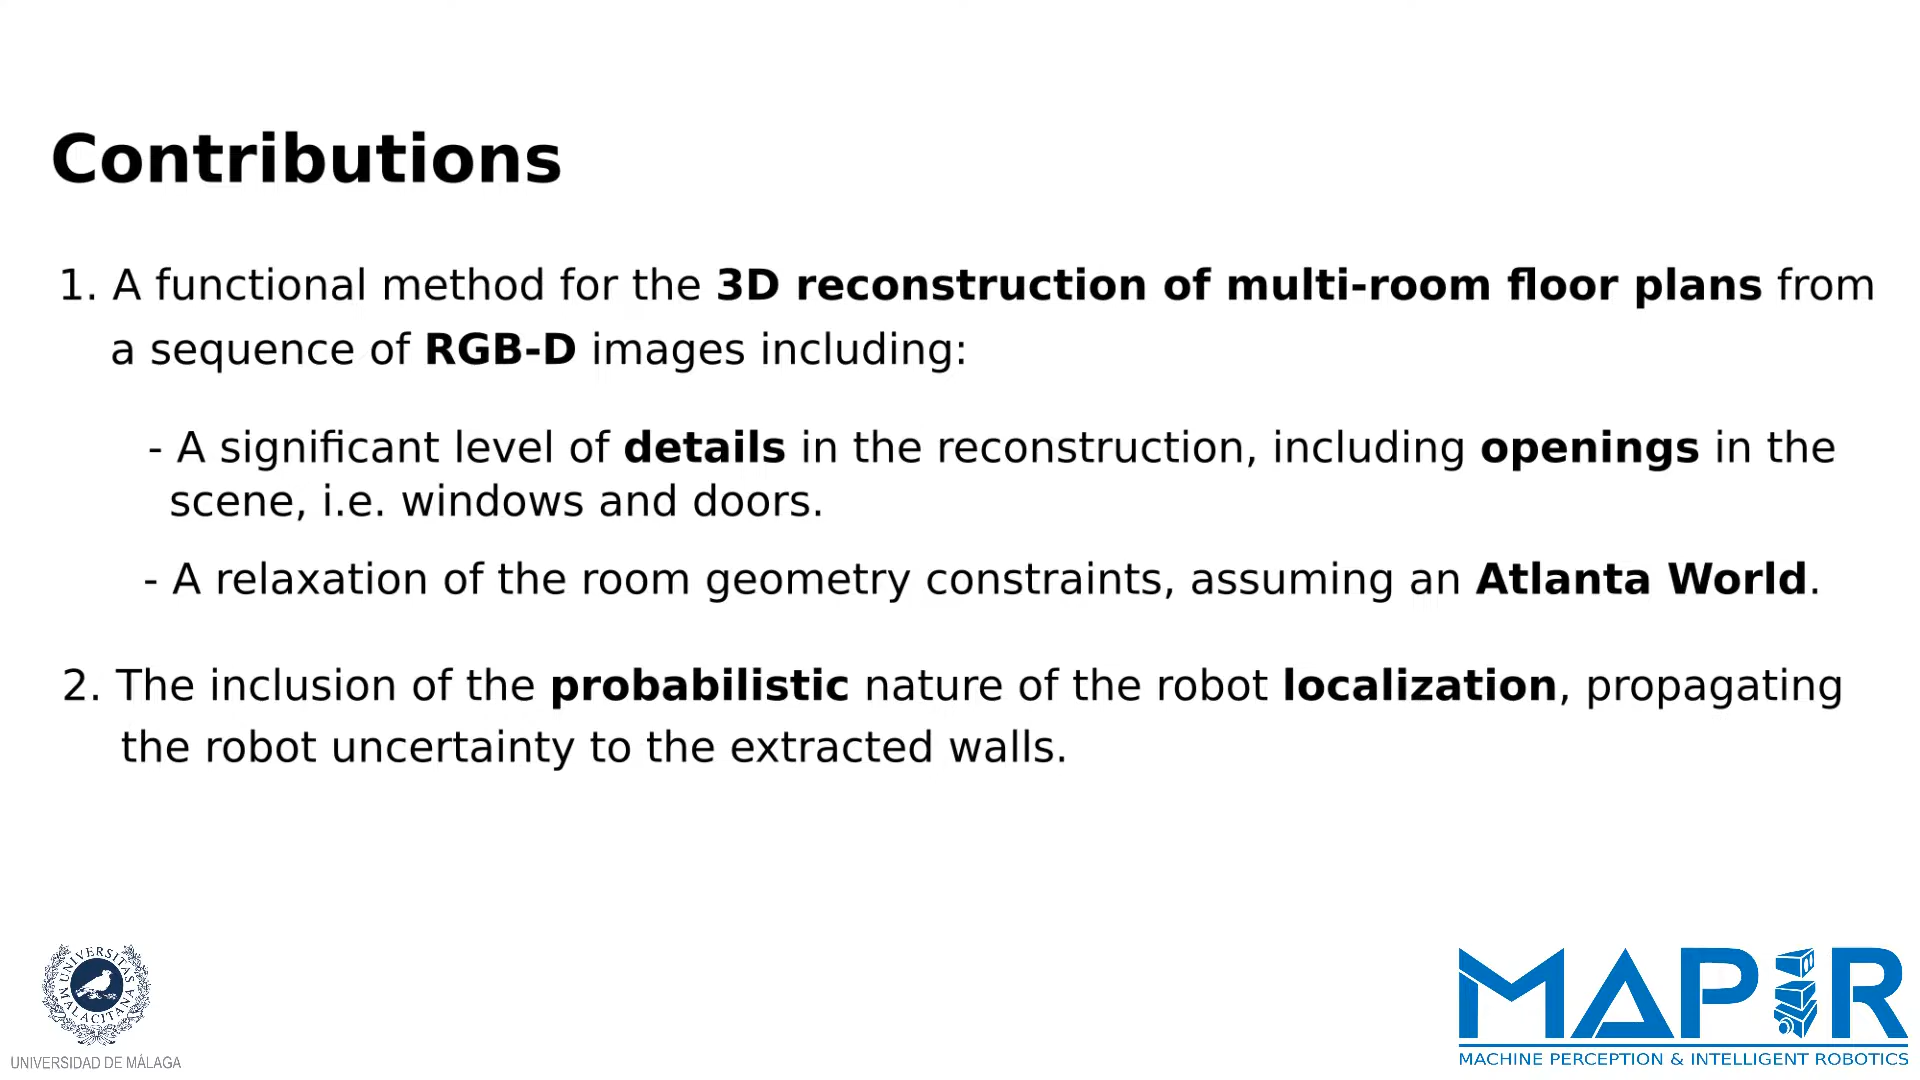 Contributions
1. A functional method for the 3D reconstruction of multi-room floor plans from
a sequence of RGB-D images including:
- A significant level of details in the reconstruction, including openings in the
scene, i.e. windows and doors.
- A relaxation of the room geometry constraints, assuming an Atlanta World.
2. The inclusion of the probabilistic nature of the robot localization, propagating
the robot uncertainty to the extracted walls.
UNIVERSITAS MALACITANA
UNIVERSIDAD DE MÁLAGA
MAPIR
MACHINE PERCEPTION & INTELLIGENT ROBOTICS